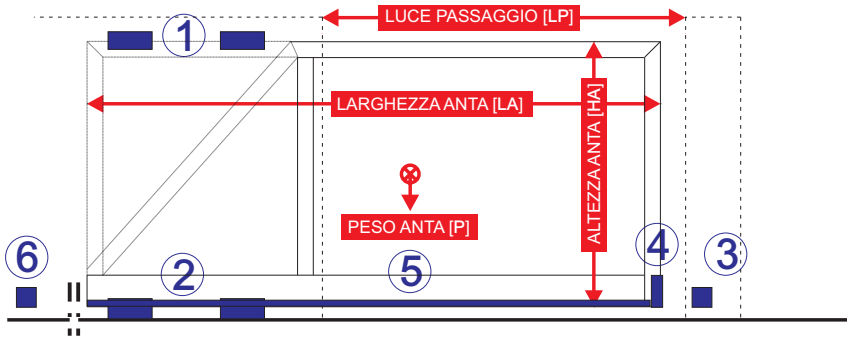 LUCE PASSAGGIO [LP]
1
LARGHEZZA ANTA [LA]
ALTEZZA ANTA [HA]
PESO ANTA [P]
6
2
5
4
3